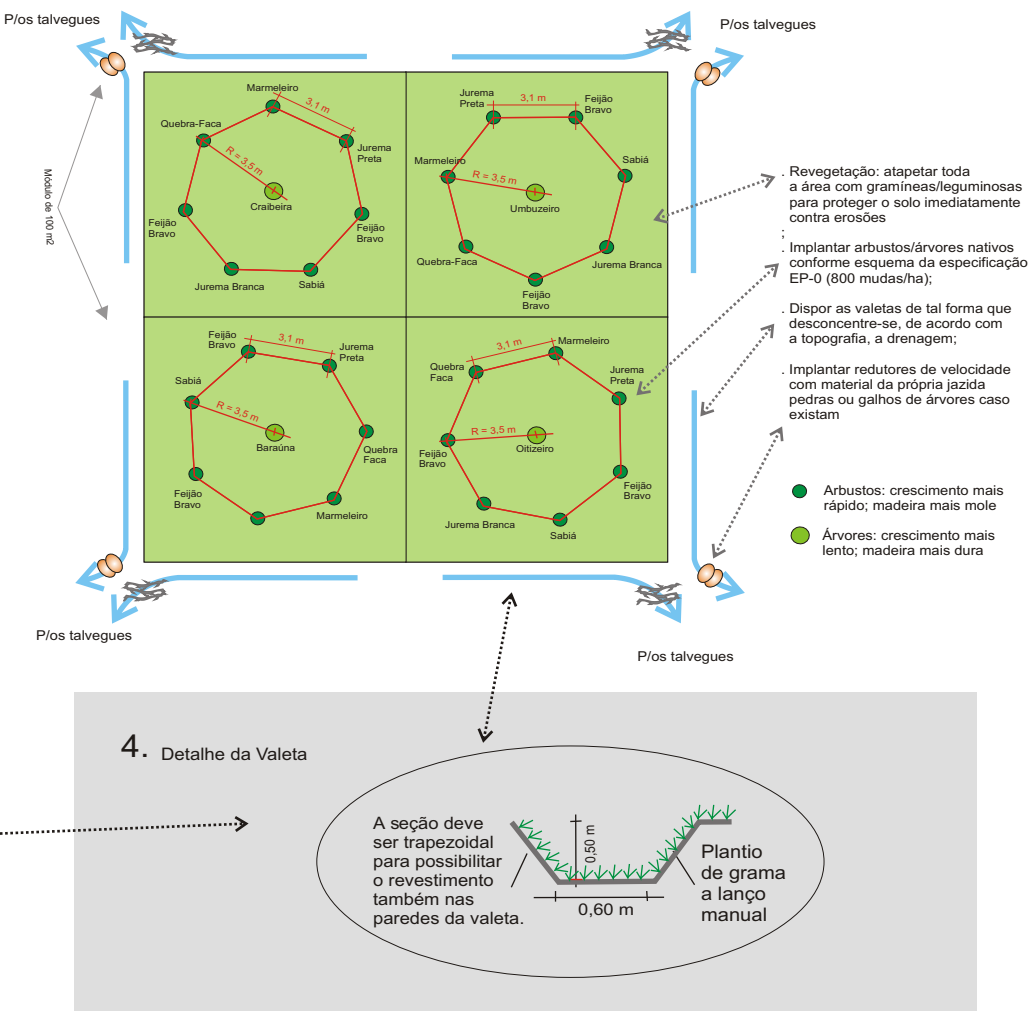 P/os talvegues
P/os talvegues
Módulo de 100 m2
Marmeleiro
3,1 m
Quebra-Faca
Jurema
Preta
R = 3,5 m
Craibeira
Feijão
Bravo
Feijão
Bravo
Jurema Branca
Sabiá
Jurema
Preta
3,1 m
Feijão
Bravo
Marmeleiro
Sabiá
R = 3,5 m
Umbuzeiro
Quebra-Faca
Jurema Branca
Feijão
Bravo
Feijão
Bravo
3,1 m
Jurema
Preta
Sabiá
R = 3,5 m
Baraúna
Quebra
Faca
Feijão
Bravo
Marmeleiro
Quebra
Faca
3,1 m
Marmeleiro
Jurema
Preta
R = 3,5 m
Feijão
Bravo
Oitizeiro
Feijão
Bravo
Jurema Branca
Sabiá
. Revegetação: atapetar toda
a área com gramíneas/leguminosas
para proteger o solo imediatamente
contra erosões
;
. Implantar arbustos/árvores nativos
conforme esquema da especificação
EP-0 (800 mudas/ha);
. Dispor as valetas de tal forma que
desconcentre-se, de acordo com
a topografia, a drenagem;
. Implantar redutores de velocidade
com material da própria jazida
pedras ou galhos de árvores caso
existam
Arbustos: crescimento mais
rápido; madeira mais mole
Árvores: crescimento mais
lento; madeira mais dura
P/os talvegues
P/os talvegues
4. Detalhe da Valeta
A seção deve
ser trapezoidal
para possibilitar
o revestimento
também nas
paredes da valeta.
0,50 m
0,60 m
Plantio
de grama
a lanço
manual